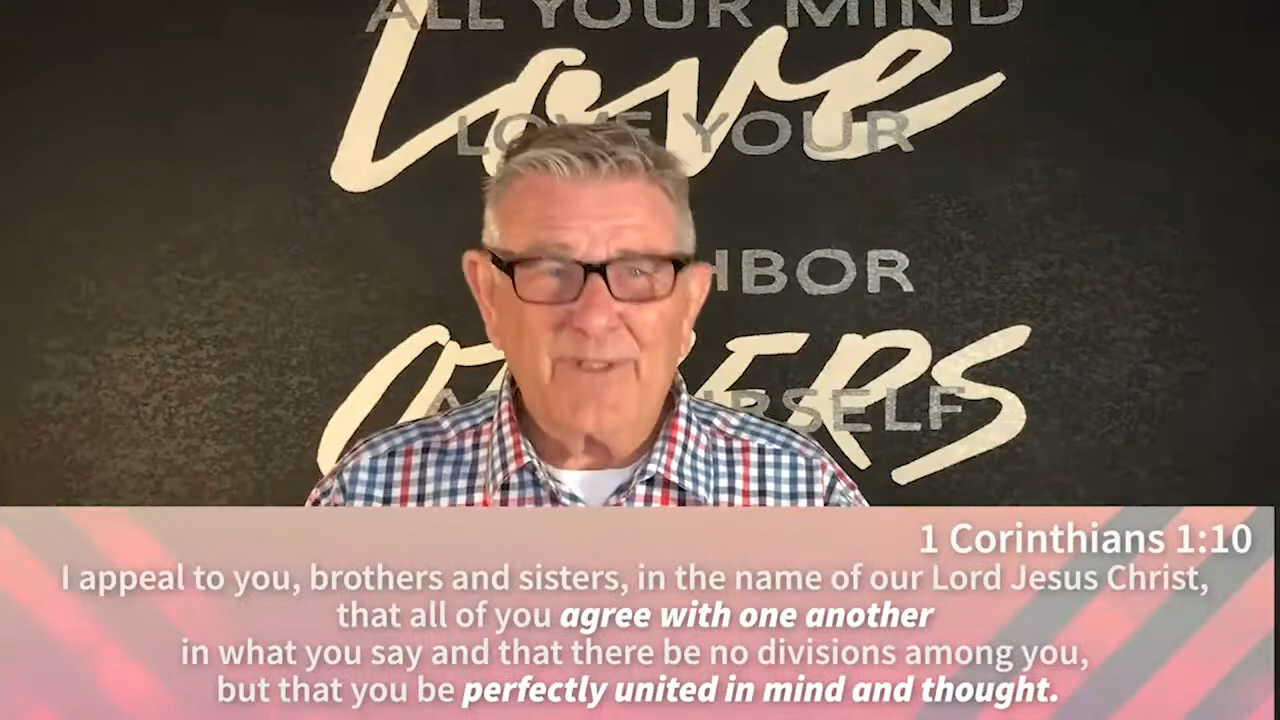 ALL YOUR MIND
Love
LOVE YOUR
HBOR
OTHERS
1 Corinthians 1:10
I appeal to you, brothers and sisters, in the name of our Lord Jesus Christ,
that all of you agree with one another
in what you say and that there be no divisions among you,
but that you be perfectly united in mind and thought.